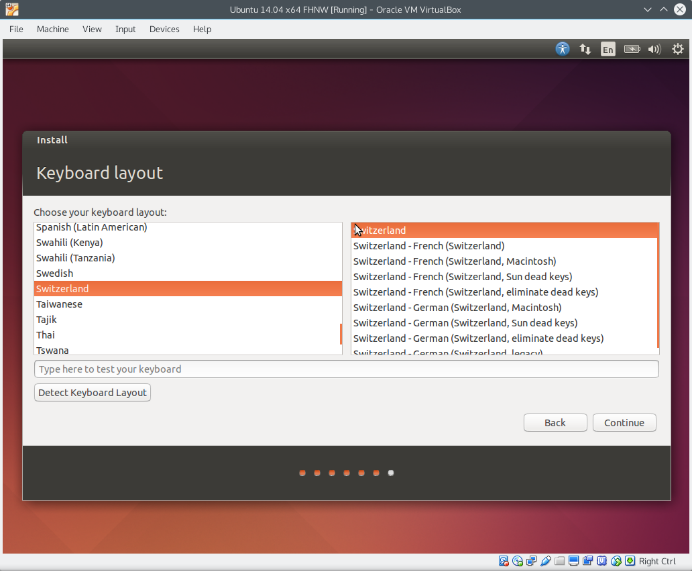 Ubuntu 14.04 x64 FHNW [Running] - Oracle VM VirtualBox
File Machine View Input Devices Help
En
Install
Keyboard layout
Choose your keyboard layout:
Spanish (Latin American)
Swahili (Kenya)
Swahili (Tanzania)
Swedish
Switzerland
Taiwanese
Tajik
Thai
Tswana
Switzerland
Switzerland - French (Switzerland)
Switzerland - French (Switzerland, Macintosh)
Switzerland - French (Switzerland, Sun dead keys)
Switzerland - French (Switzerland, eliminate dead keys)
Switzerland - German (Switzerland, Macintosh)
Switzerland - German (Switzerland, Sun dead keys)
Switzerland - German (Switzerland, eliminate dead keys)
Switzerland - German (Switzerland, legacy)
Type here to test your keyboard
Detect Keyboard Layout
Back Continue
Right Ctrl